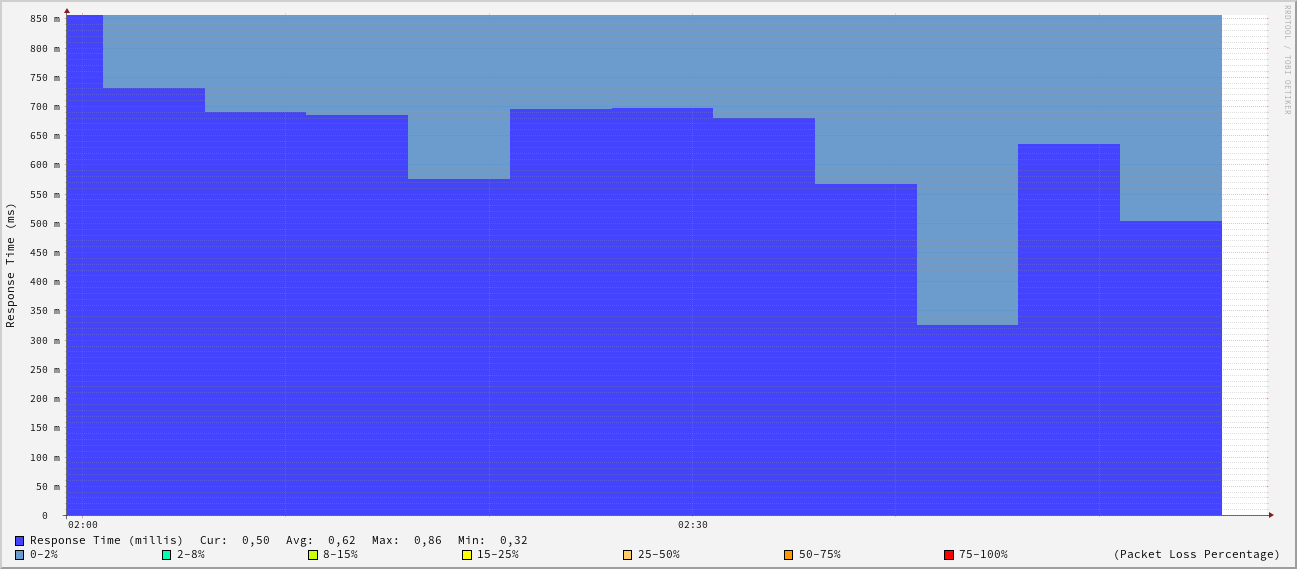 RRDTOOL / TOBI OETIKER
Response Time (ms)
850 m
800 m
750 m
700 m
650 m
600 m
550 m
500 m
450 m
400 m
350 m
300 m
250 m
200 m
150 m
100 m
50 m
0
02:00 02:30
Response Time (millis) Cur: 0,50 Avg: 0,62 Max: 0,86 Min: 0,32
0-2% 2-8% 8-15% 15-25% 25-50% 50-75% 75-100% (Packet Loss Percentage)